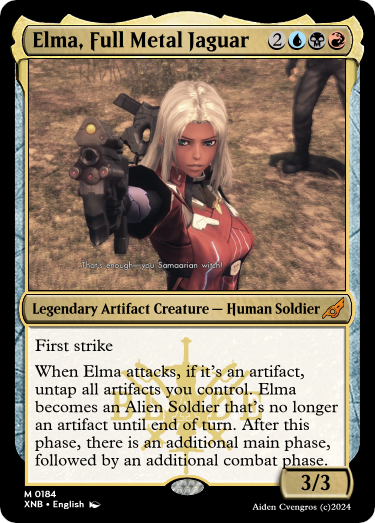 Elma, Full Metal Jaguar 2
That's enough—you Samaarian witch!
Legendary Artifact Creature — Human Soldier
First strike
When Elma attacks, if it's an artifact,
untap all artifacts you control. Elma
becomes an Alien Soldier that's no longer
an artifact until end of turn. After this
phase, there is an additional main phase,
followed by an additional combat phase.
BLADE
3/3
M 0184
XNB • English
Aiden Cvengros (c)2024